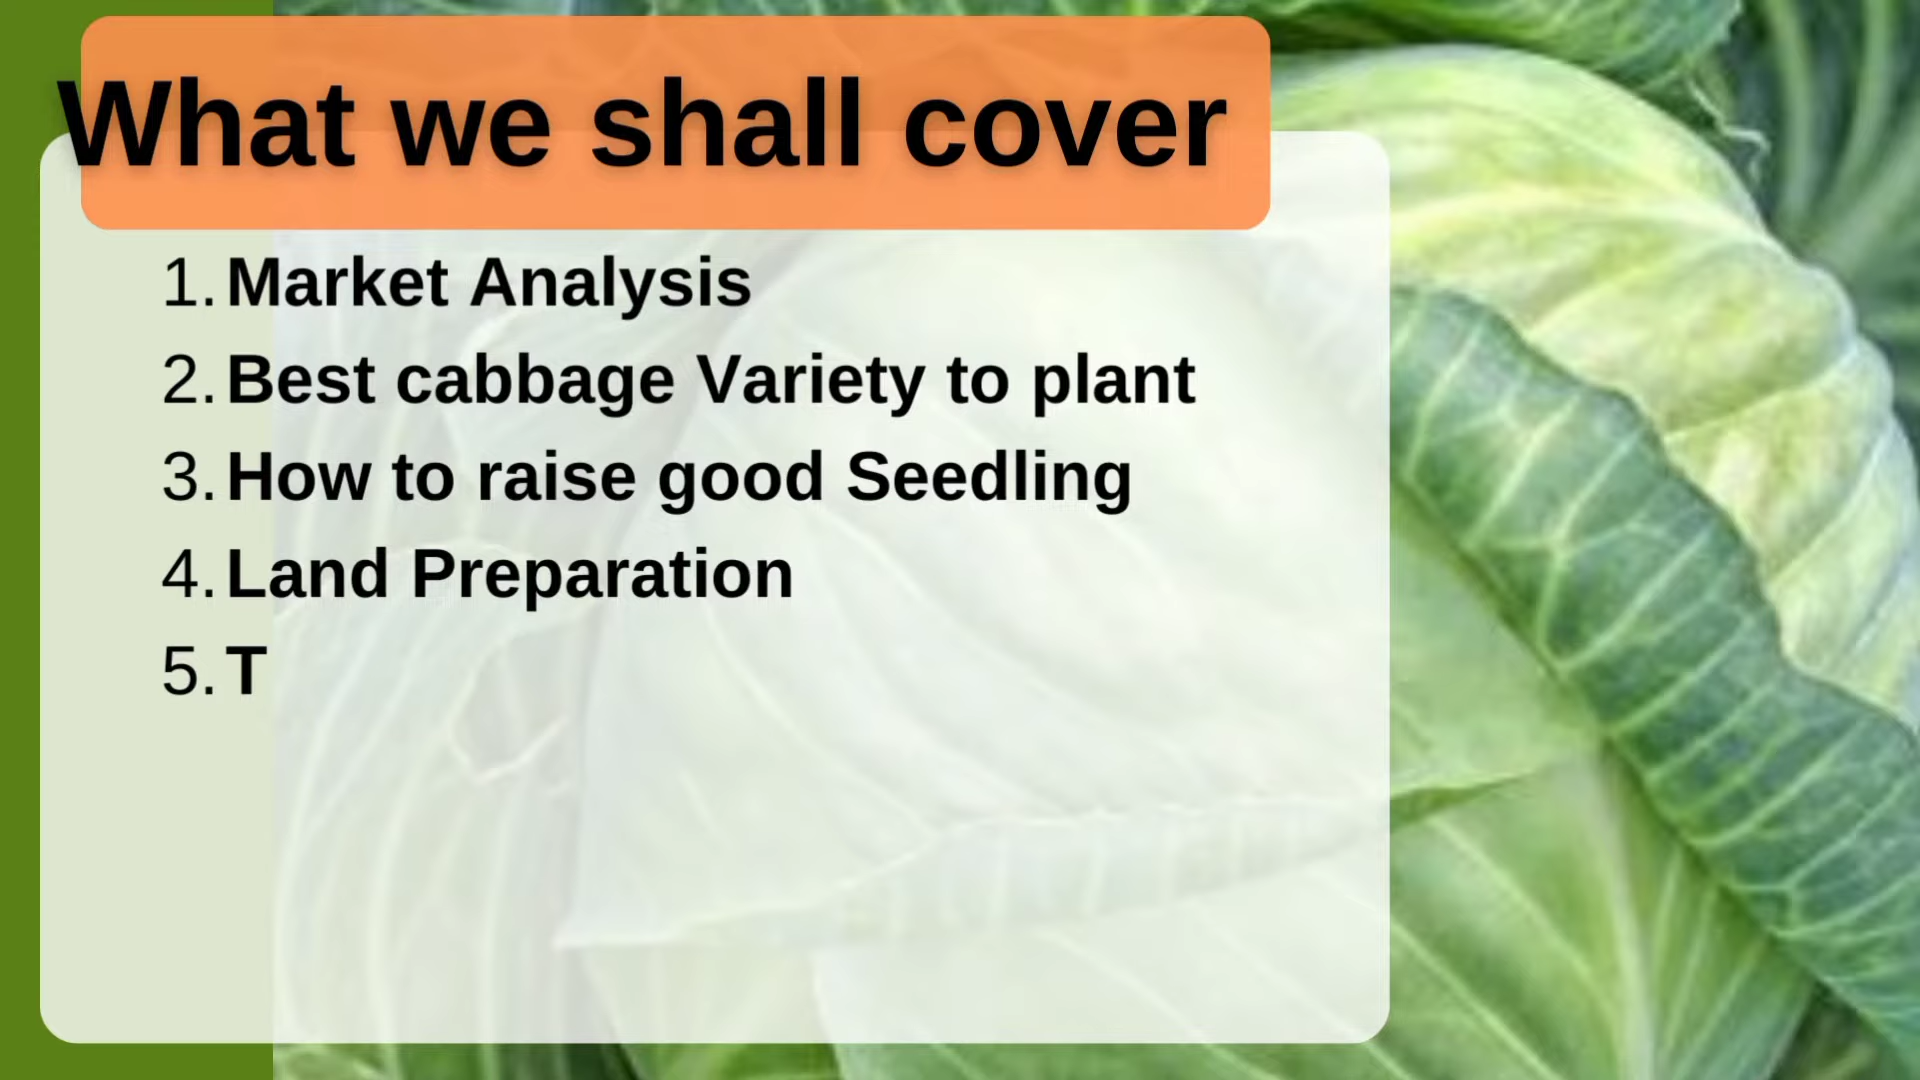 What we shall cover
1. Market Analysis
2. Best cabbage Variety to plant
3. How to raise good Seedling
4. Land Preparation
5. T